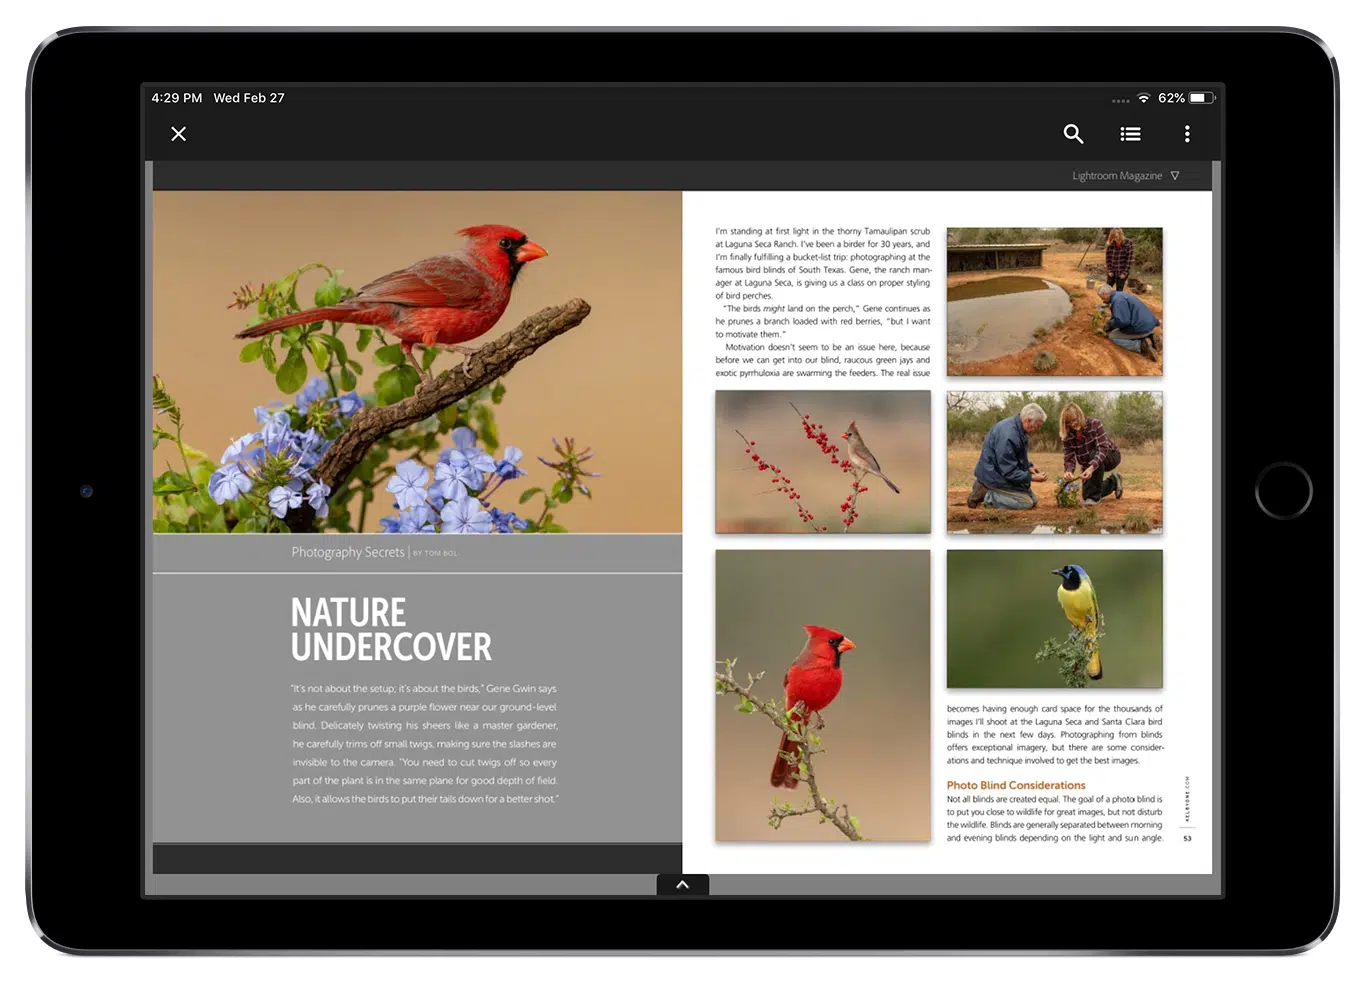 4:29 PM Wed Feb 27
62%
Lightroom Magazine
Photography Secrets | BY TOM BOL
NATURE
UNDERCOVER
"It's not about the setup; it's about the birds," Gene Gwin says
as he carefully prunes a purple flower near our ground-level
blind. Delicately twisting his sheers like a master gardener,
he carefully trims off small twigs, making sure the slashes are
invisible to the camera. "You need to cut twigs off so every
part of the plant is in the same plane for good depth of field.
Also, it allows the birds to put their tails down for a better shot."
I'm standing at first light in the thorny Tamaulipan scrub
at Laguna Seca Ranch. I've been a birder for 30 years, and
I'm finally fulfilling a bucket-list trip: photographing at the
famous bird blinds of South Texas. Gene, the ranch man-
ager at Laguna Seca, is giving us a class on proper styling
of bird perches.
"The birds might land on the perch," Gene continues as
he prunes a branch loaded with red berries, "but I want
to motivate them."
Motivation doesn't seem to be an issue here, because
before we can get into our blind, raucous green jays and
exotic pyrrhuloxia are swarming the feeders. The real issue
becomes having enough card space for the thousands of
images I'll shoot at the Laguna Seca and Santa Clara bird
blinds in the next few days. Photographing from blinds
offers exceptional imagery, but there are some consider-
ations and technique involved to get the best images.
Photo Blind Considerations
Not all blinds are created equal. The goal of a photo blind is
to put you close to wildlife for great images, but not disturb
the wildlife. Blinds are generally separated between morning
and evening blinds depending on the light and sun angle.
KELBYONE.COM
53